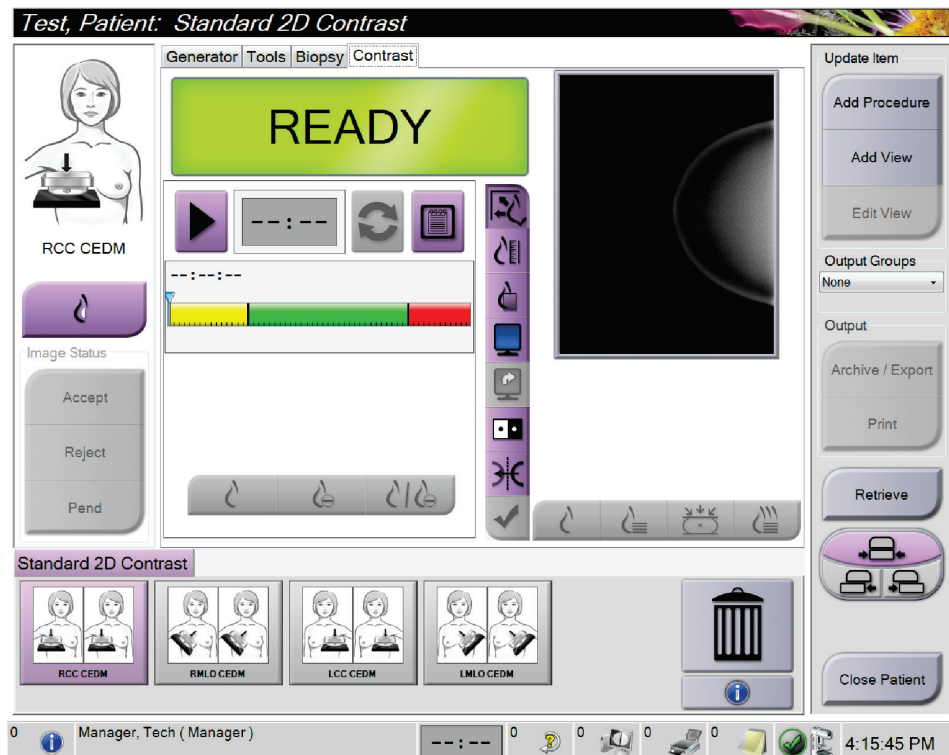 Test, Patient: Standard 2D Contrast
Generator Tools Biopsy Contrast
READY
--:--
--:--:--
RCC CEDM
Image Status
Accept
Reject
Pend
Update Item
Add Procedure
Add View
Edit View
Output Groups
None
Output
Archive / Export
Print
Retrieve
Close Patient
Standard 2D Contrast
RCC CEDM
RMLO CEDM
LCC CEDM
LMLO CEDM
0 Manager, Tech ( Manager ) --:-- 0 0 0 0 4:15:45 PM